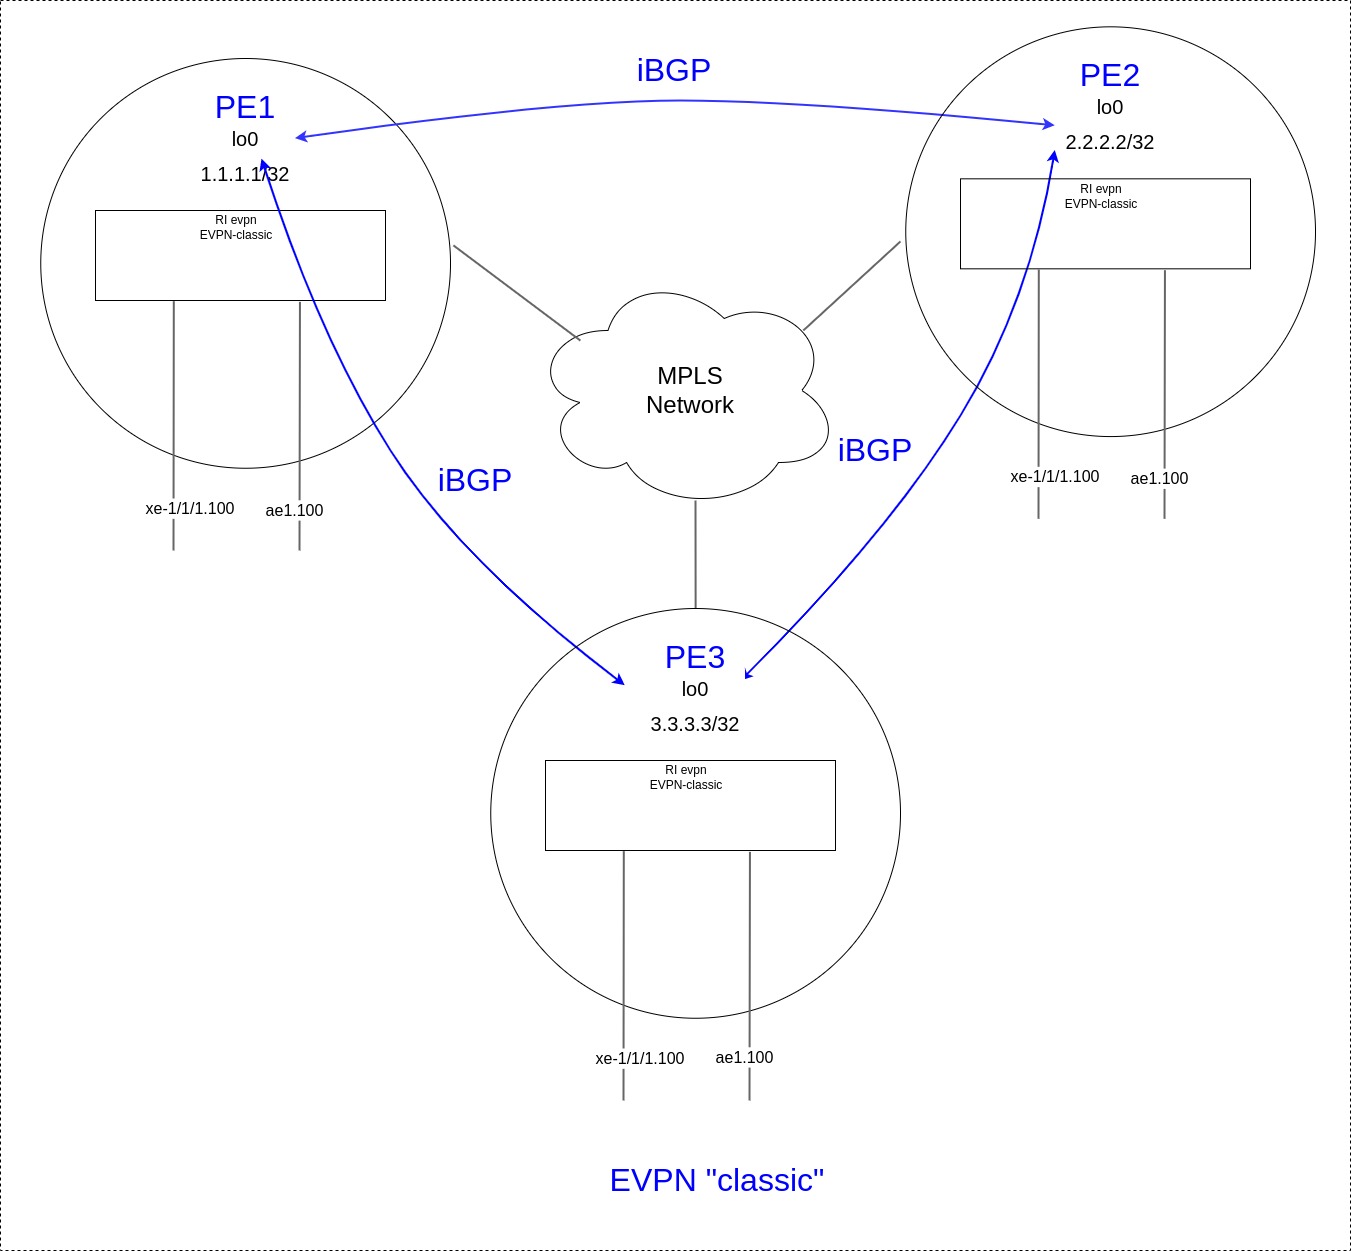 iBGP
PE1
lo0
1.1.1.1/32
RI evpn
EVPN-classic
xe-1/1/1.100
ae1.100
PE2
lo0
2.2.2.2/32
RI evpn
EVPN-classic
xe-1/1/1.100
ae1.100
MPLS
Network
iBGP
iBGP
PE3
lo0
3.3.3.3/32
RI evpn
EVPN-classic
xe-1/1/1.100
ae1.100
EVPN "classic"